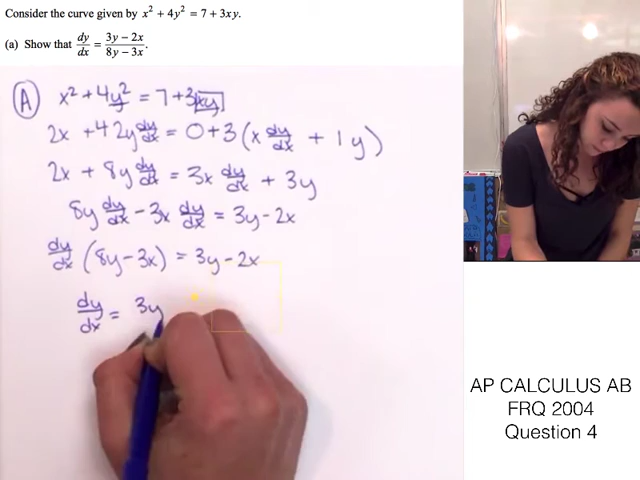 Consider the curve given by x² + 4y² = 7 + 3xy.
(a) Show that dy/dx = (3y − 2x)/(8y − 3x).
A x² + 4y² = 7 + 3xy
2x + 4 2y dy/dx = 0 + 3 (x dy/dx + 1y)
2x + 8y dy/dx = 3x dy/dx + 3y
8y dy/dx − 3x dy/dx = 3y − 2x
dy/dx (8y − 3x) = 3y − 2x
dy/dx = 3y
AP CALCULUS AB
FRQ 2004
Question 4